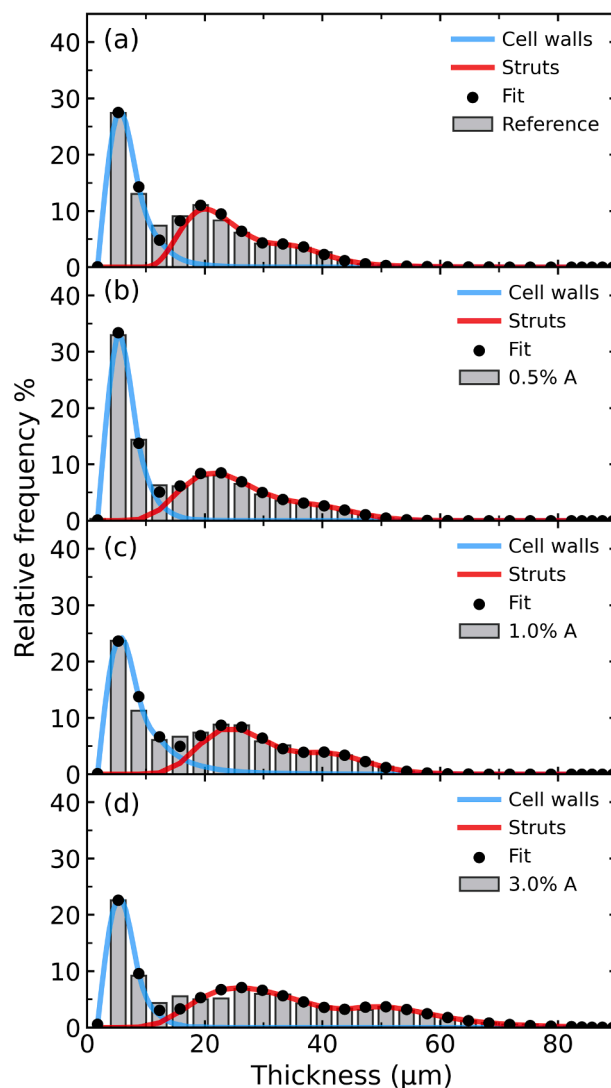 (a)
Cell walls
Struts
Fit
Reference
40
30
20
10
0
(b)
Cell walls
Struts
Fit
0.5% A
40
30
20
10
0
Relative frequency %
(c)
Cell walls
Struts
Fit
1.0% A
40
30
20
10
0
(d)
Cell walls
Struts
Fit
3.0% A
40
30
20
10
0
0 20 40 60 80
Thickness (μm)